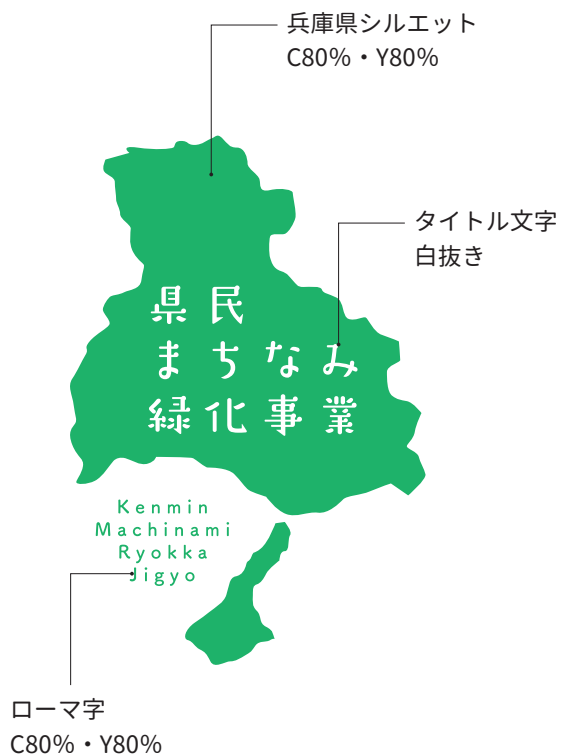 兵庫県シルエット
C80%・Y80%
タイトル文字
白抜き
県民
まちなみ
緑化事業
Kenmin
Machinami
Ryokka
Jigyo
ローマ字
C80%・Y80%